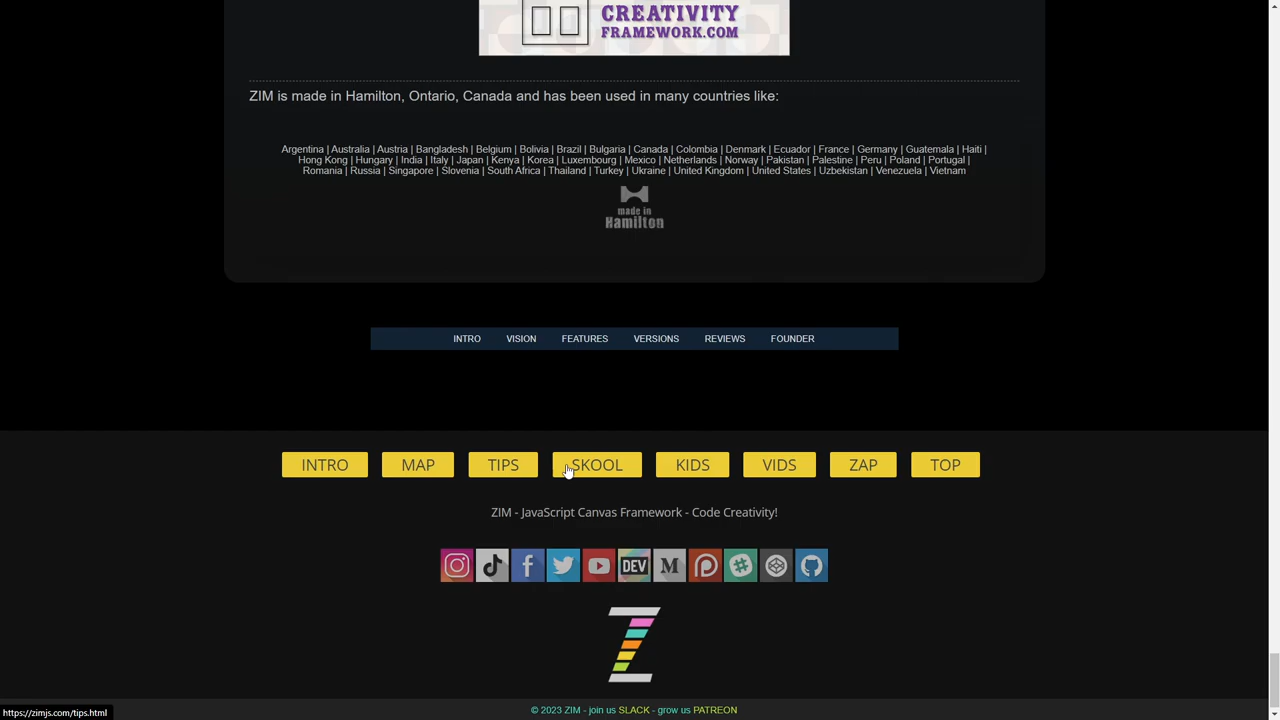 CREATIVITY
FRAMEWORK.COM
ZIM is made in Hamilton, Ontario, Canada and has been used in many countries like:
Argentina | Australia | Austria | Bangladesh | Belgium | Bolivia | Brazil | Bulgaria | Canada | Colombia | Denmark | Ecuador | France | Germany | Guatemala | Haiti |
Hong Kong | Hungary | India | Italy | Japan | Kenya | Korea | Luxembourg | Mexico | Netherlands | Norway | Pakistan | Palestine | Peru | Poland | Portugal |
Romania | Russia | Singapore | Slovenia | South Africa | Thailand | Turkey | Ukraine | United Kingdom | United States | Uzbekistan | Venezuela | Vietnam
made in
Hamilton
INTRO VISION FEATURES VERSIONS REVIEWS FOUNDER
INTRO MAP TIPS SKOOL KIDS VIDS ZAP TOP
ZIM - JavaScript Canvas Framework - Code Creativity!
DEV
© 2023 ZIM - join us SLACK - grow us PATREON
https://zimjs.com/tips.html